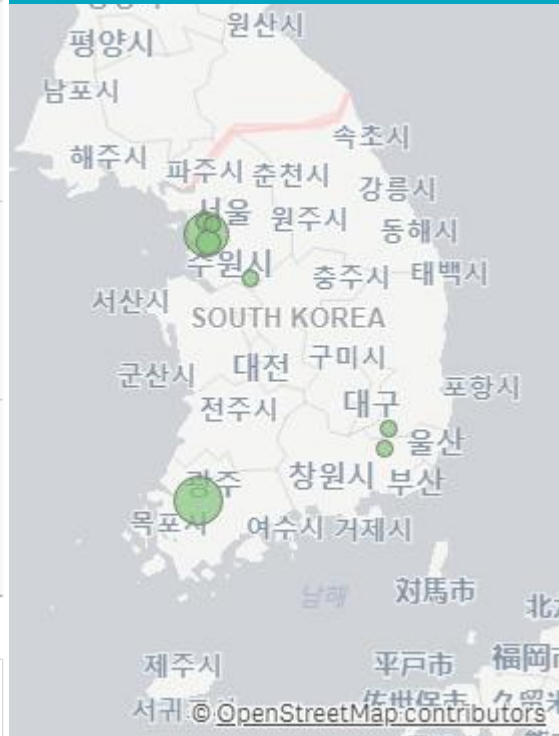 원산시
평양시
남포시
속초시
해주시 파주시 춘천시
강릉시
서울 원주시 동해시
수원시 충주시 태백시
서산시
SOUTH KOREA
군산시 대전 구미시
전주시 대구 포항시
울산
광주 창원시 부산
목포시 여수시 거제시
남해 対馬市
제주시 平戸市
© OpenStreetMap contributors